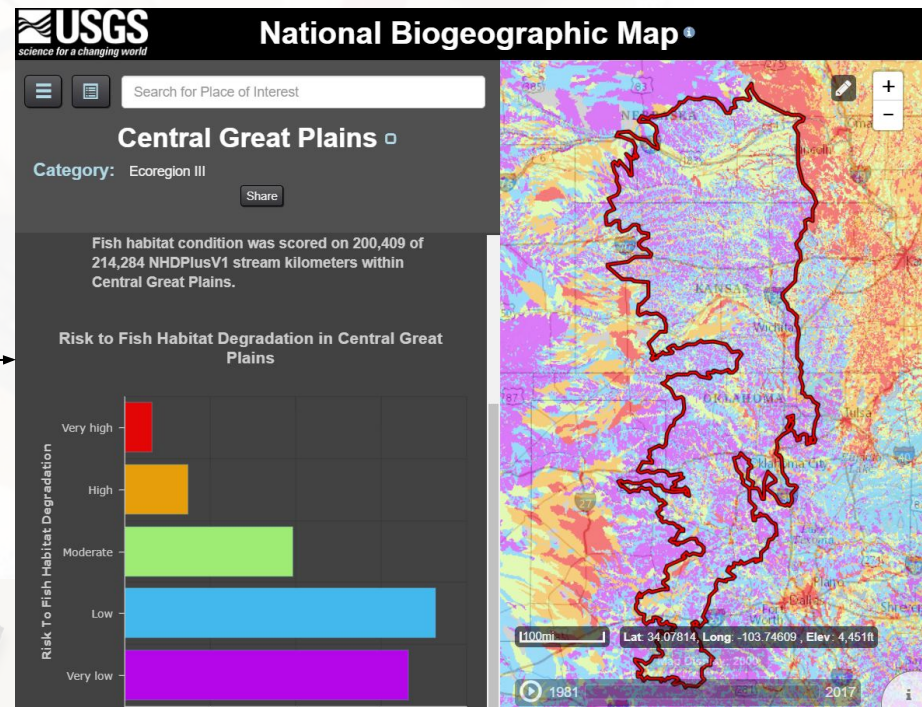 USGS
science for a changing world
National Biogeographic Map
Search for Place of Interest
Central Great Plains
Category: Ecoregion III
Share
Fish habitat condition was scored on 200,409 of
214,284 NHDPlusV1 stream kilometers within
Central Great Plains.
Risk to Fish Habitat Degradation in Central Great
Plains
Risk To Fish Habitat Degradation
Very high
High
Moderate
Low
Very low
+
−
NEBRASKA
KANSAS
Wichita
OKLAHOMA
Tulsa
Oklahoma City
Plano
Dallas
Fort
Worth
100mi
Lat: 34.07814, Long: -103.74609 , Elev: 4,451ft
1981
2017
i